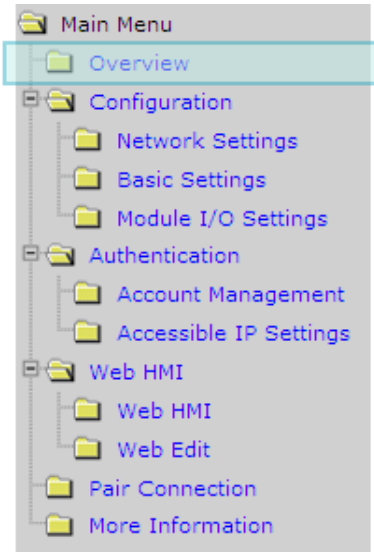 Main Menu
Overview
Configuration
Network Settings
Basic Settings
Module I/O Settings
Authentication
Account Management
Accessible IP Settings
Web HMI
Web HMI
Web Edit
Pair Connection
More Information